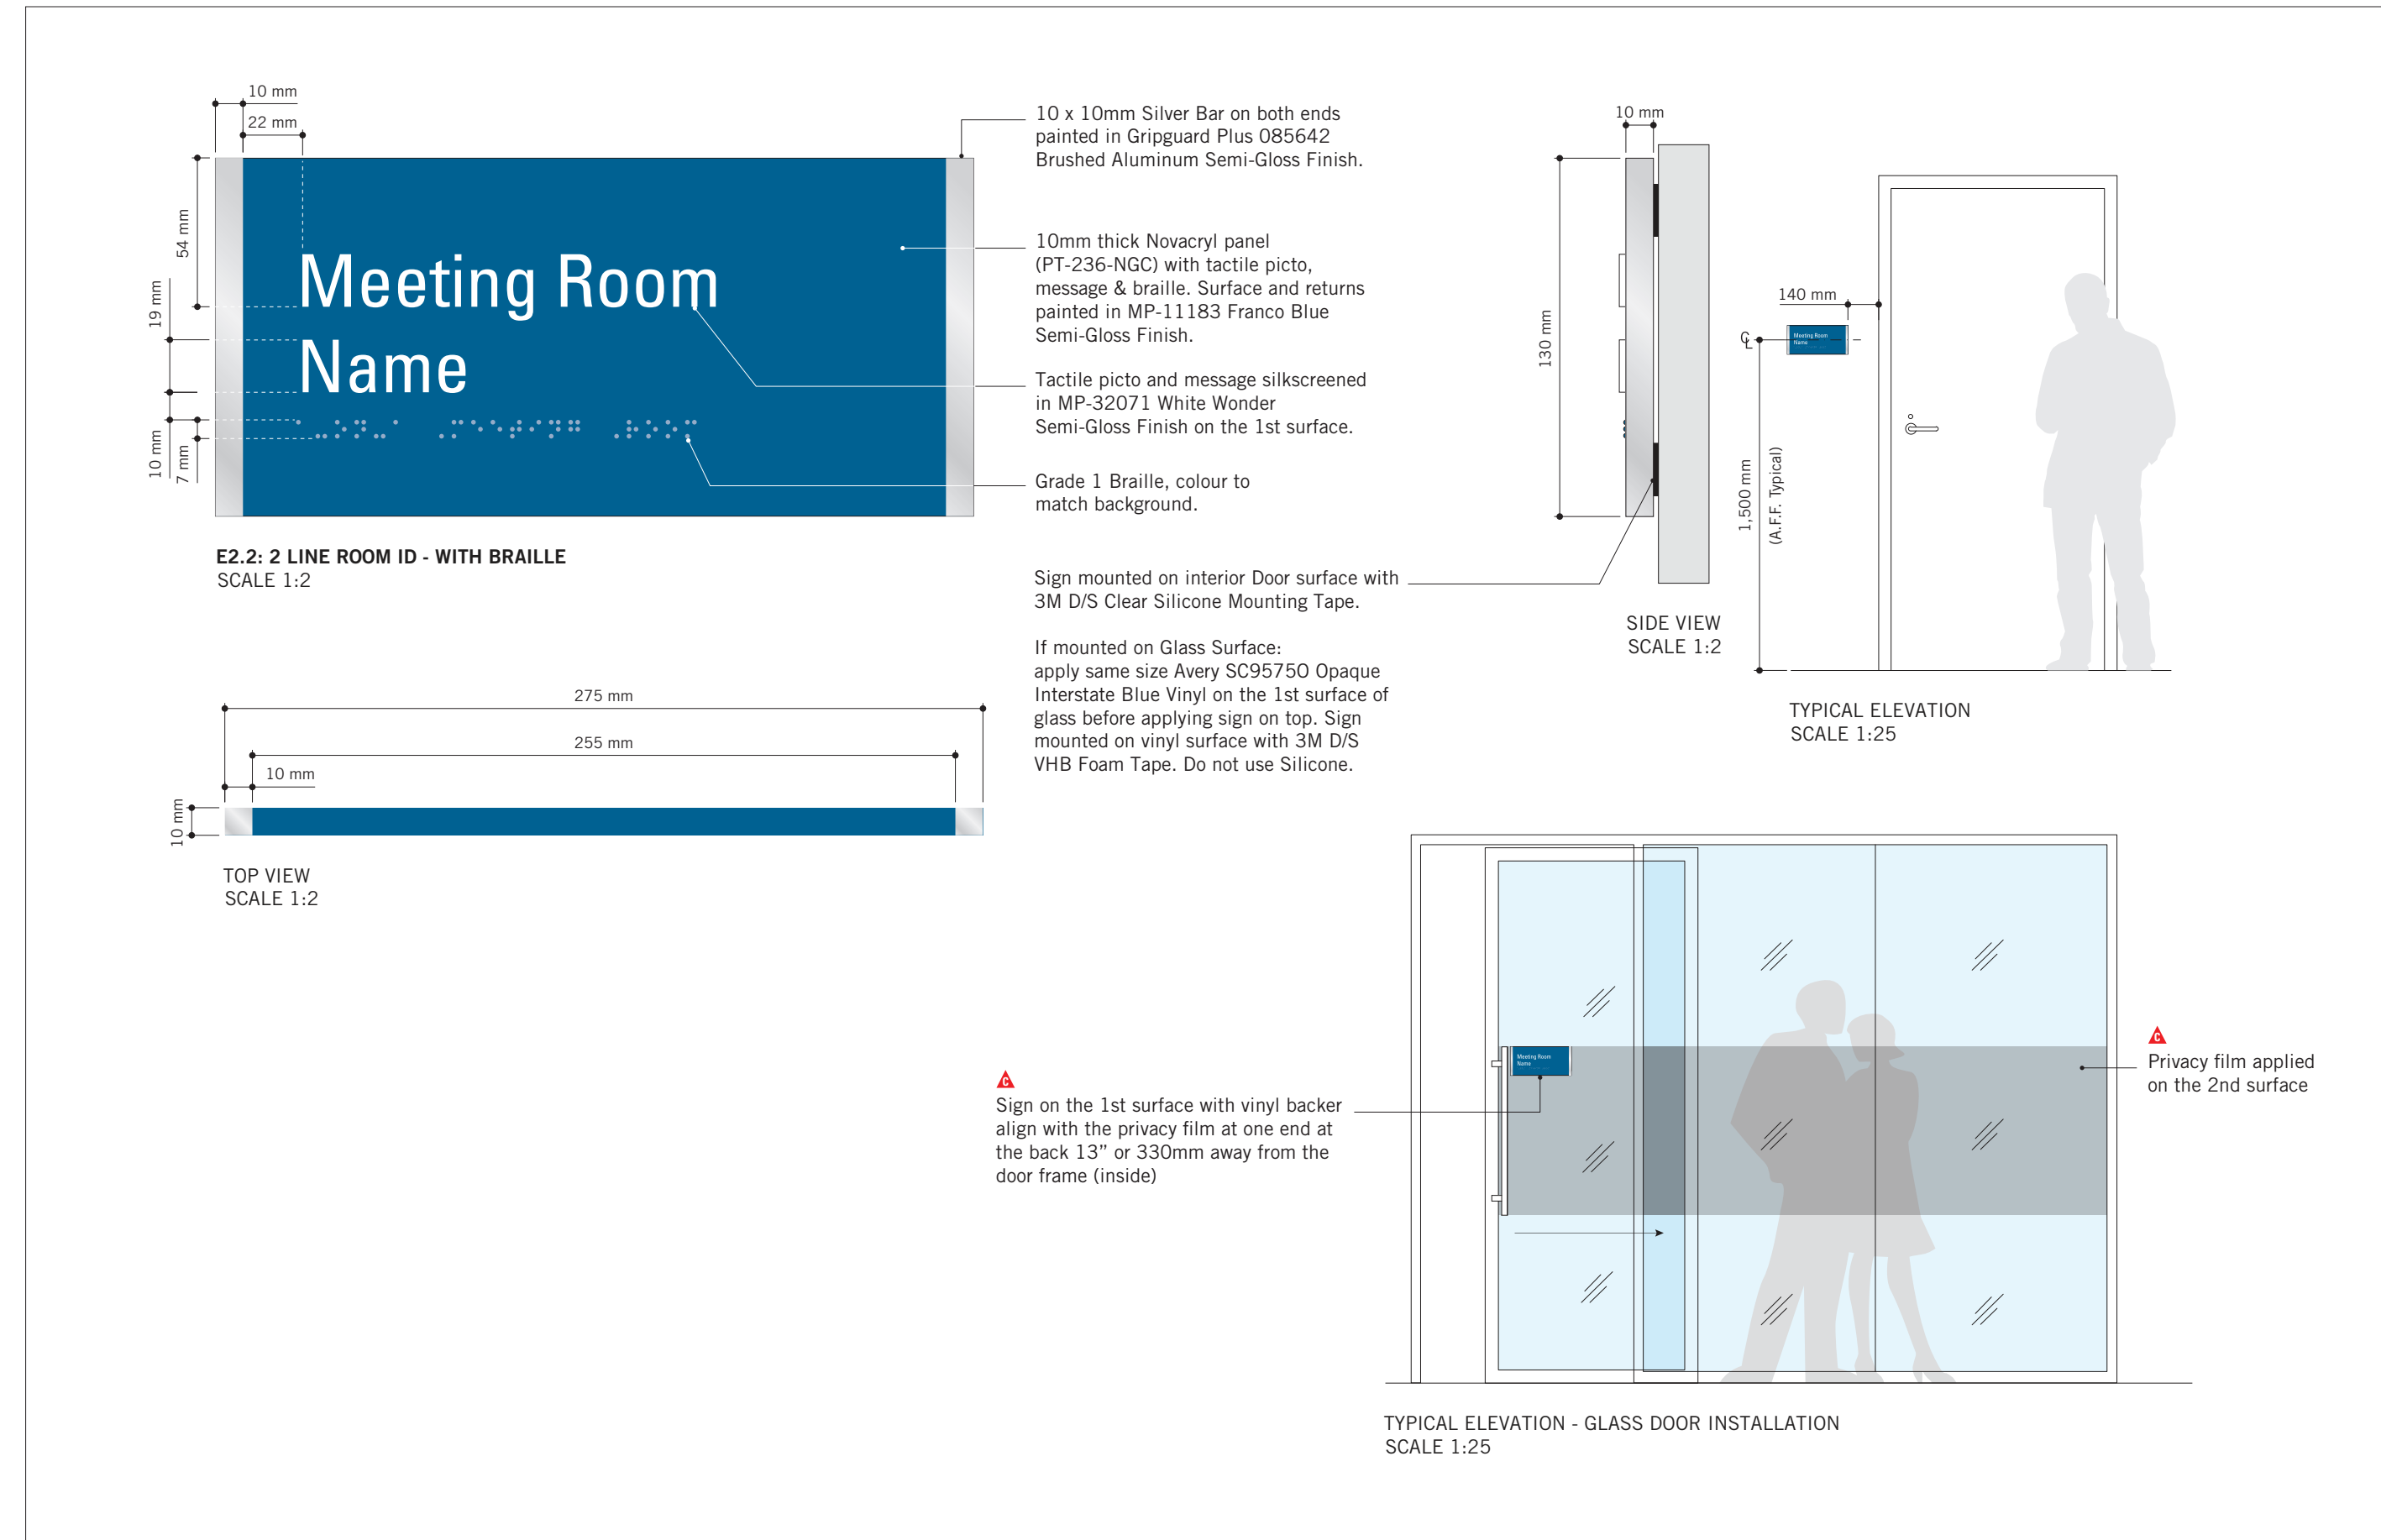 10 mm
22 mm
54 mm
19 mm
10 mm
7 mm
Meeting Room
Name
10 x 10mm Silver Bar on both ends
painted in Gripguard Plus 085642
Brushed Aluminum Semi-Gloss Finish.
10mm thick Novacryl panel
(PT-236-NGC) with tactile picto,
message & braille. Surface and returns
painted in MP-11183 Franco Blue
Semi-Gloss Finish.
Tactile picto and message silkscreened
in MP-32071 White Wonder
Semi-Gloss Finish on the 1st surface.
Grade 1 Braille, colour to
match background.
E2.2: 2 LINE ROOM ID - WITH BRAILLE
SCALE 1:2
Sign mounted on interior Door surface with
3M D/S Clear Silicone Mounting Tape.
If mounted on Glass Surface:
apply same size Avery SC9575O Opaque
Interstate Blue Vinyl on the 1st surface of
glass before applying sign on top. Sign
mounted on vinyl surface with 3M D/S
VHB Foam Tape. Do not use Silicone.
10 mm
130 mm
SIDE VIEW
SCALE 1:2
140 mm
CL
Meeting Room
Name
1,500 mm
(A.F.F. Typical)
TYPICAL ELEVATION
SCALE 1:25
275 mm
255 mm
10 mm
10 mm
TOP VIEW
SCALE 1:2
C
Sign on the 1st surface with vinyl backer
align with the privacy film at one end at
the back 13” or 330mm away from the
door frame (inside)
Meeting Room
Name
C
Privacy film applied
on the 2nd surface
TYPICAL ELEVATION - GLASS DOOR INSTALLATION
SCALE 1:25